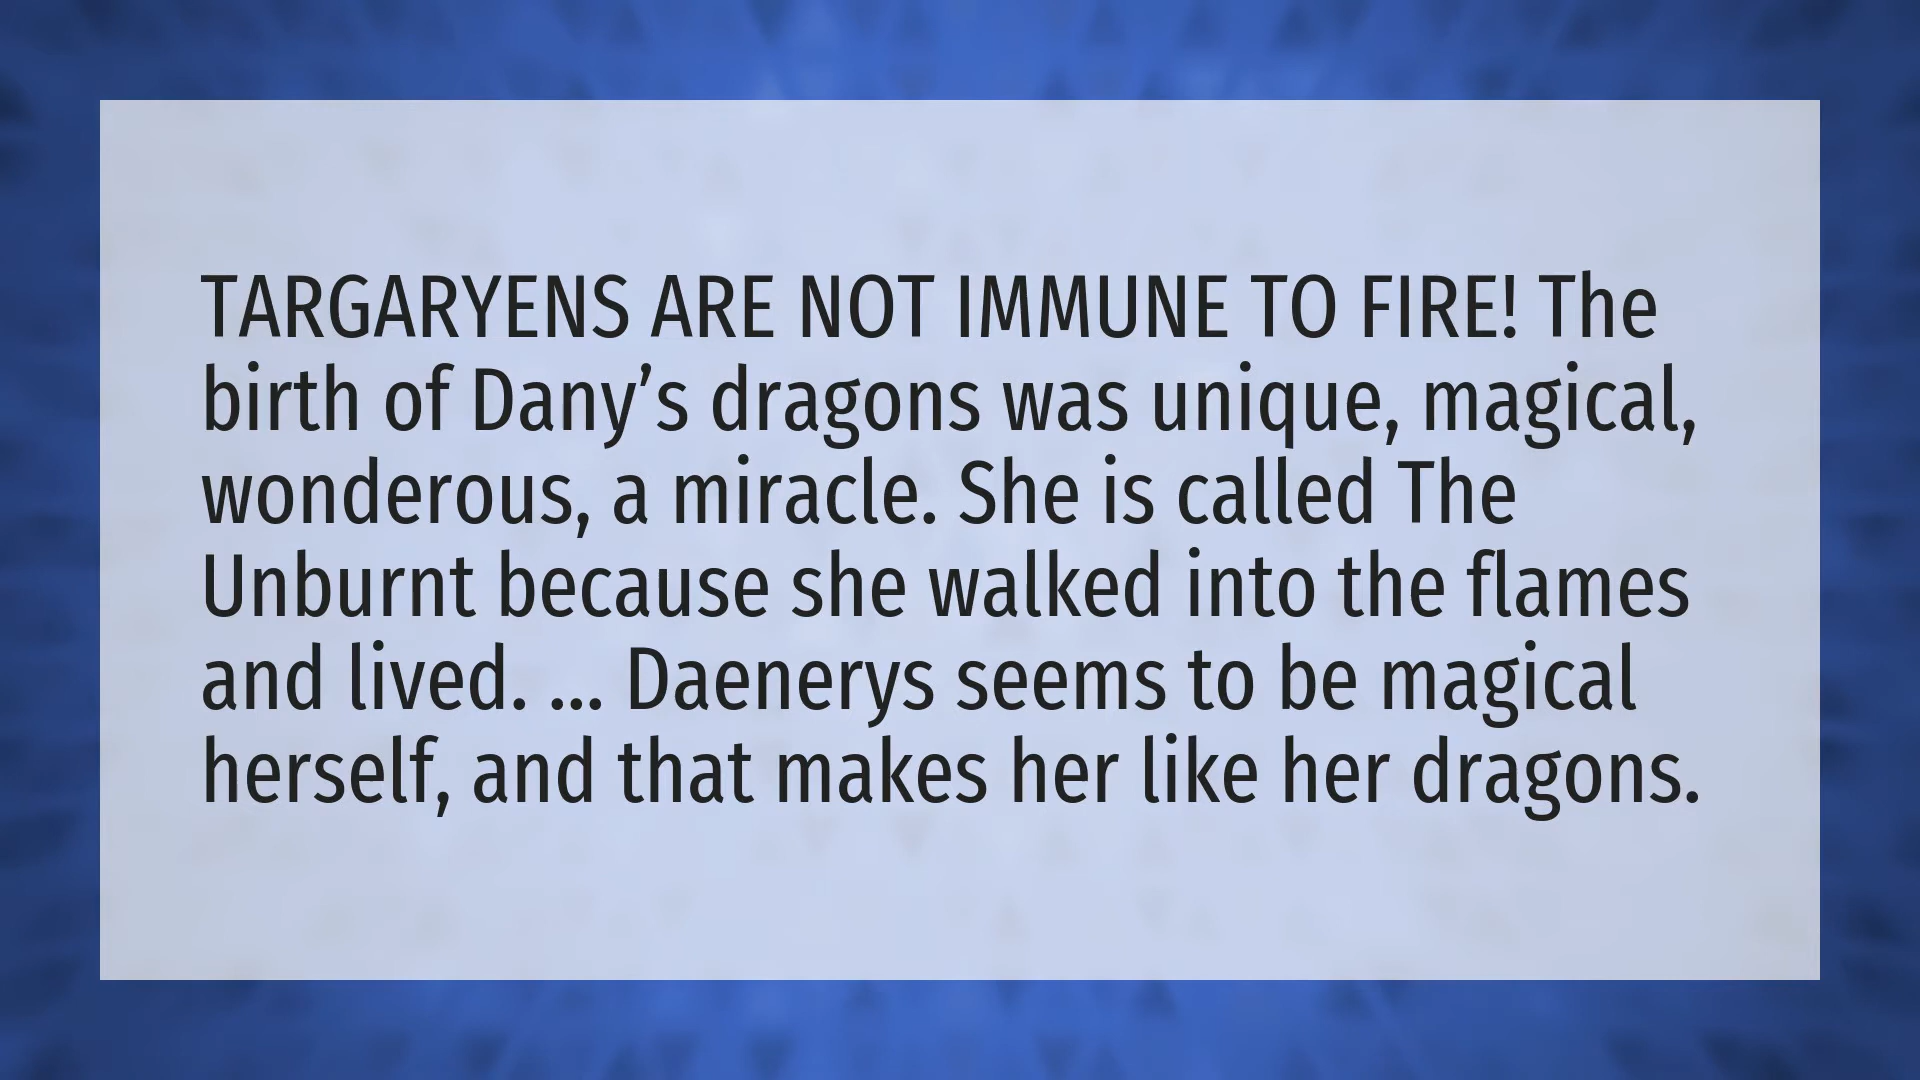 TARGARYENS ARE NOT IMMUNE TO FIRE! The
birth of Dany’s dragons was unique, magical,
wonderous, a miracle. She is called The
Unburnt because she walked into the flames
and lived. ... Daenerys seems to be magical
herself, and that makes her like her dragons.